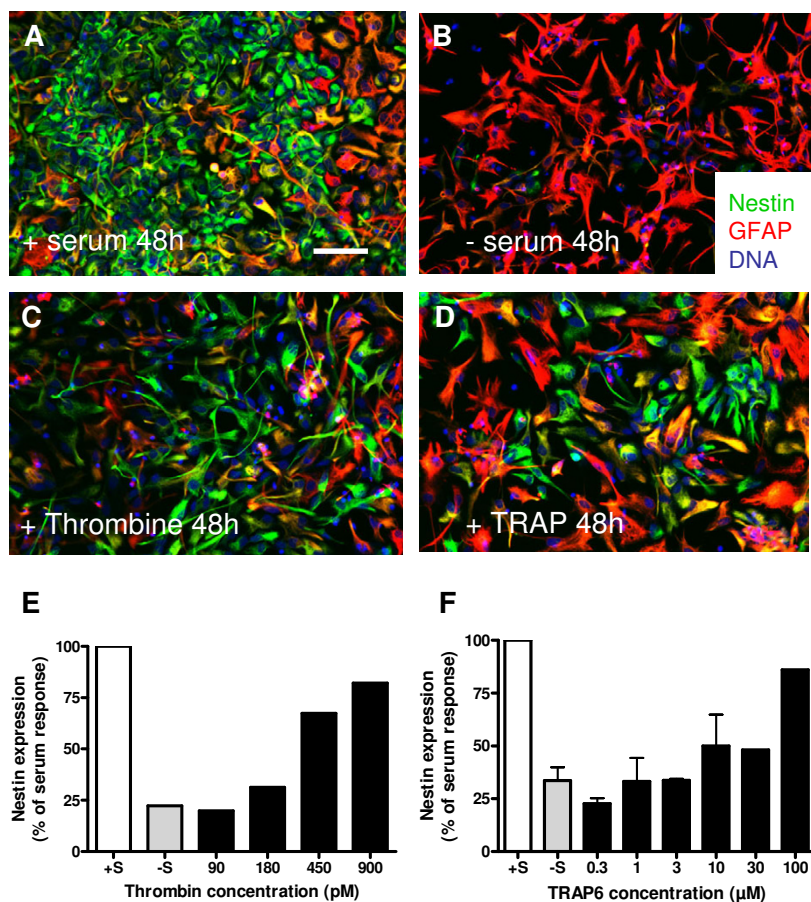 A
+ serum 48h
B
- serum 48h
Nestin
GFAP
DNA
C
+ Thrombine 48h
D
+ TRAP 48h
E
Nestin expression
(% of serum response)
100
75
50
25
0
+S -S 90 180 450 900
Thrombin concentration (pM)
F
Nestin expression
(% of serum response)
100
75
50
25
0
+S -S 0.3 1 3 10 30 100
TRAP6 concentration (µM)